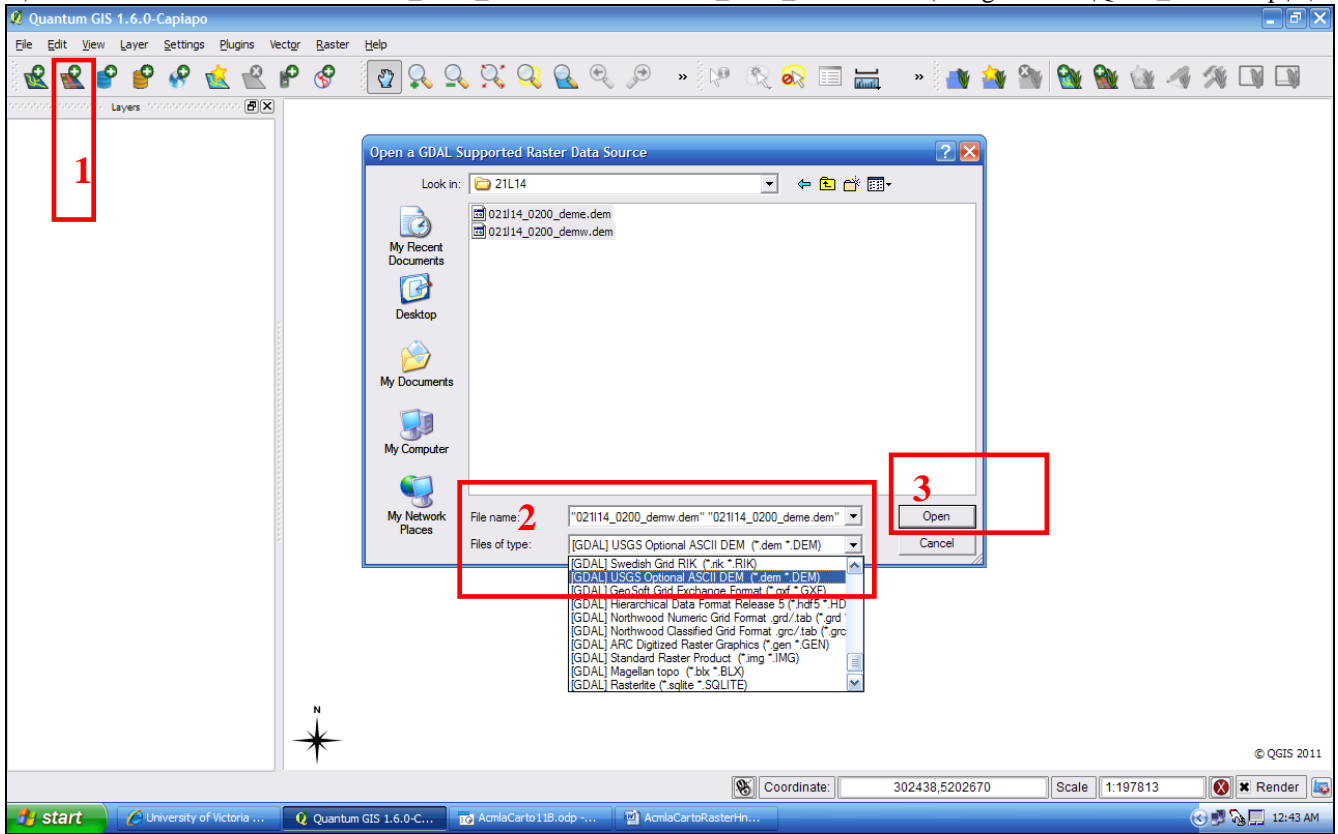 Quantum GIS 1.6.0-Capiapo
File Edit View Layer Settings Plugins Vector Raster Help
Layers
1
Open a GDAL Supported Raster Data Source
Look in: 21L14
021l14_0200_deme.dem
021l14_0200_demw.dem
My Recent
Documents
Desktop
My Documents
My Computer
My Network
Places
2
3
File name: "021l14_0200_demw.dem" "021l14_0200_deme.dem" Open
Files of type: [GDAL] USGS Optional ASCII DEM (*.dem *.DEM) Cancel
[GDAL] Swedish Grid RIK (*.rik *.RIK)
[GDAL] USGS Optional ASCII DEM (*.dem *.DEM)
[GDAL] GeoSoft Grid Exchange Format (*.gxf *.GXF)
[GDAL] Hierarchical Data Format Release 5 (*.hdf5 *.HD
[GDAL] Northwood Numeric Grid Format .grd/.tab (*.grd
[GDAL] Northwood Classified Grid Format .grc/.tab (*.grc
[GDAL] ARC Digitized Raster Graphics (*.gen *.GEN)
[GDAL] Standard Raster Product (*.img *.IMG)
[GDAL] Magellan topo (*.blx *.BLX)
[GDAL] Rasterlite (*.sqlite *.SQLITE)
N
© QGIS 2011
Coordinate: 302438,5202670 Scale 1:197813 Render
start University of Victoria ... Quantum GIS 1.6.0-C... AcmlaCarto11B.odp -... AcmlaCartoRasterHn... 12:43 AM